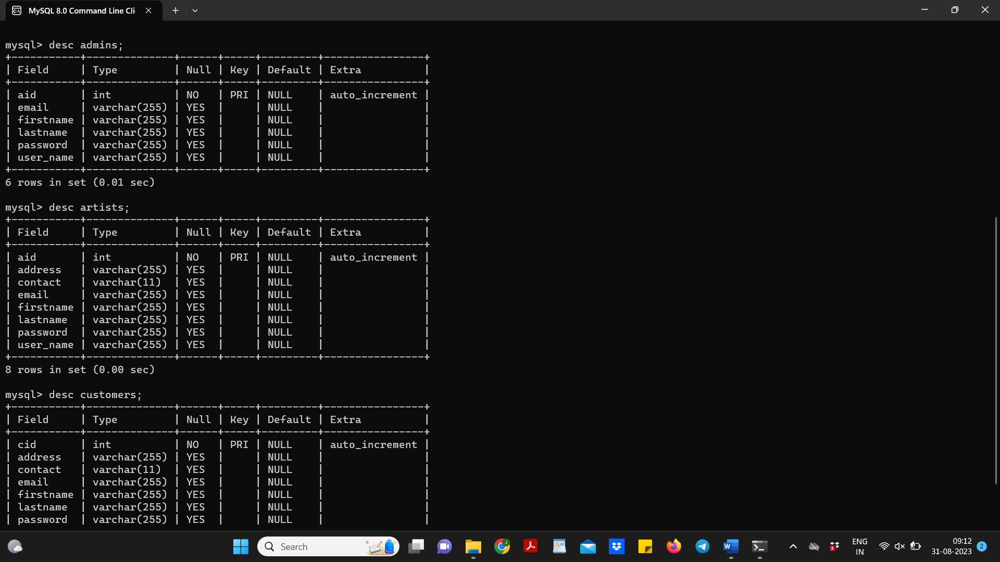 MySQL 8.0 Command Line Cli
mysql> desc admins;
+-----------+--------------+------+-----+---------+----------------+
| Field     | Type         | Null | Key | Default | Extra          |
+-----------+--------------+------+-----+---------+----------------+
| aid       | int          | NO   | PRI | NULL    | auto_increment |
| email     | varchar(255) | YES  |     | NULL    |                |
| firstname | varchar(255) | YES  |     | NULL    |                |
| lastname  | varchar(255) | YES  |     | NULL    |                |
| password  | varchar(255) | YES  |     | NULL    |                |
| user_name | varchar(255) | YES  |     | NULL    |                |
+-----------+--------------+------+-----+---------+----------------+
6 rows in set (0.01 sec)
mysql> desc artists;
+-----------+--------------+------+-----+---------+----------------+
| Field     | Type         | Null | Key | Default | Extra          |
+-----------+--------------+------+-----+---------+----------------+
| aid       | int          | NO   | PRI | NULL    | auto_increment |
| address   | varchar(255) | YES  |     | NULL    |                |
| contact   | varchar(11)  | YES  |     | NULL    |                |
| email     | varchar(255) | YES  |     | NULL    |                |
| firstname | varchar(255) | YES  |     | NULL    |                |
| lastname  | varchar(255) | YES  |     | NULL    |                |
| password  | varchar(255) | YES  |     | NULL    |                |
| user_name | varchar(255) | YES  |     | NULL    |                |
+-----------+--------------+------+-----+---------+----------------+
8 rows in set (0.00 sec)
mysql> desc customers;
+-----------+--------------+------+-----+---------+----------------+
| Field     | Type         | Null | Key | Default | Extra          |
+-----------+--------------+------+-----+---------+----------------+
| cid       | int          | NO   | PRI | NULL    | auto_increment |
| address   | varchar(255) | YES  |     | NULL    |                |
| contact   | varchar(11)  | YES  |     | NULL    |                |
| email     | varchar(255) | YES  |     | NULL    |                |
| firstname | varchar(255) | YES  |     | NULL    |                |
| lastname  | varchar(255) | YES  |     | NULL    |                |
| password  | varchar(255) | YES  |     | NULL    |                |
Search
ENG
IN
09:12
31-08-2023
2